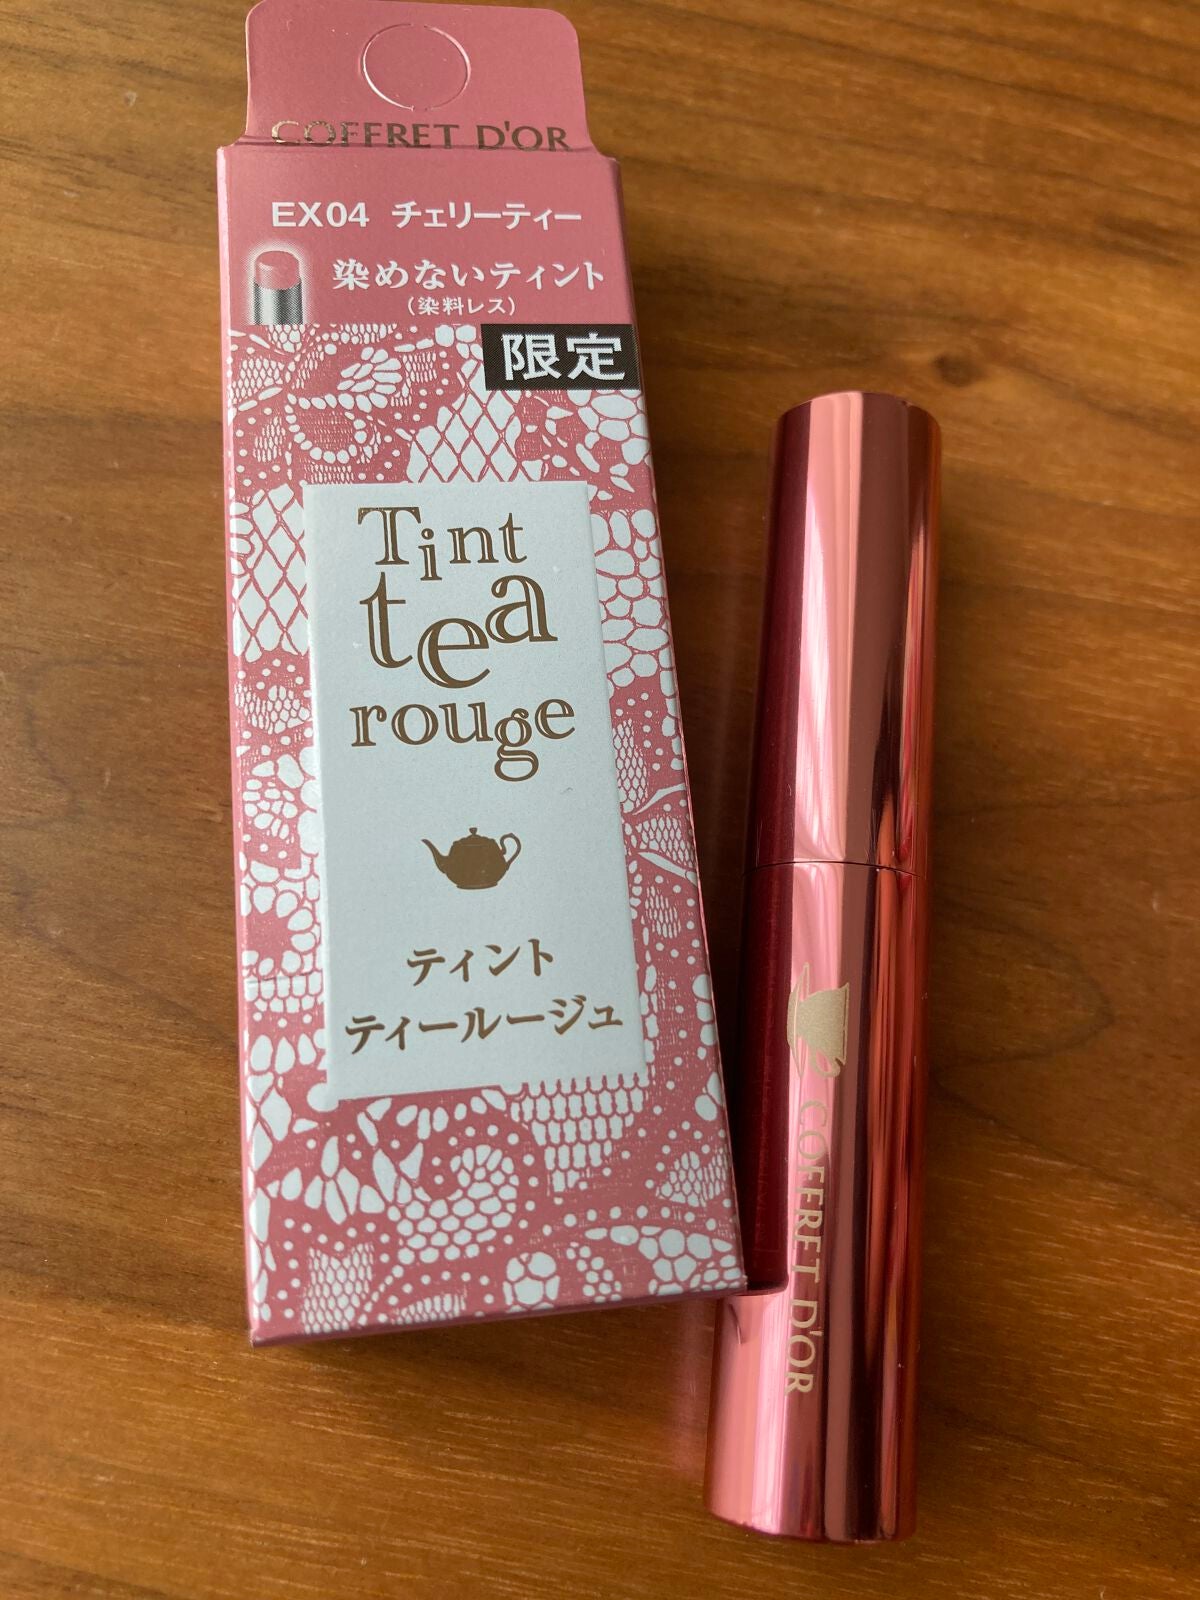 COFFRET D'OR
EX04 チェリーティー
染めないティント
(染料レス)
限定
Tint
tea
rouge
ティント
ティールージュ
COFFRET D'OR